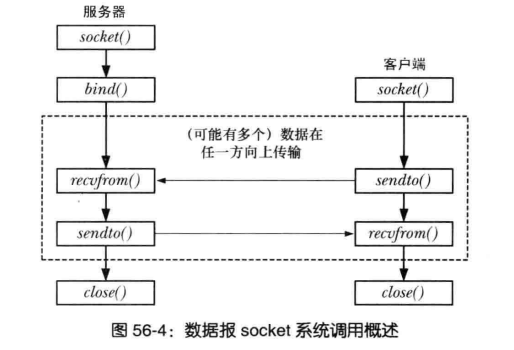 服务器
socket()
bind()
客户端
socket()
(可能有多个) 数据在
任一方向上传输
recvfrom()
sendto()
sendto()
recvfrom()
close()
close()
图 56-4：数据报 socket 系统调用概述